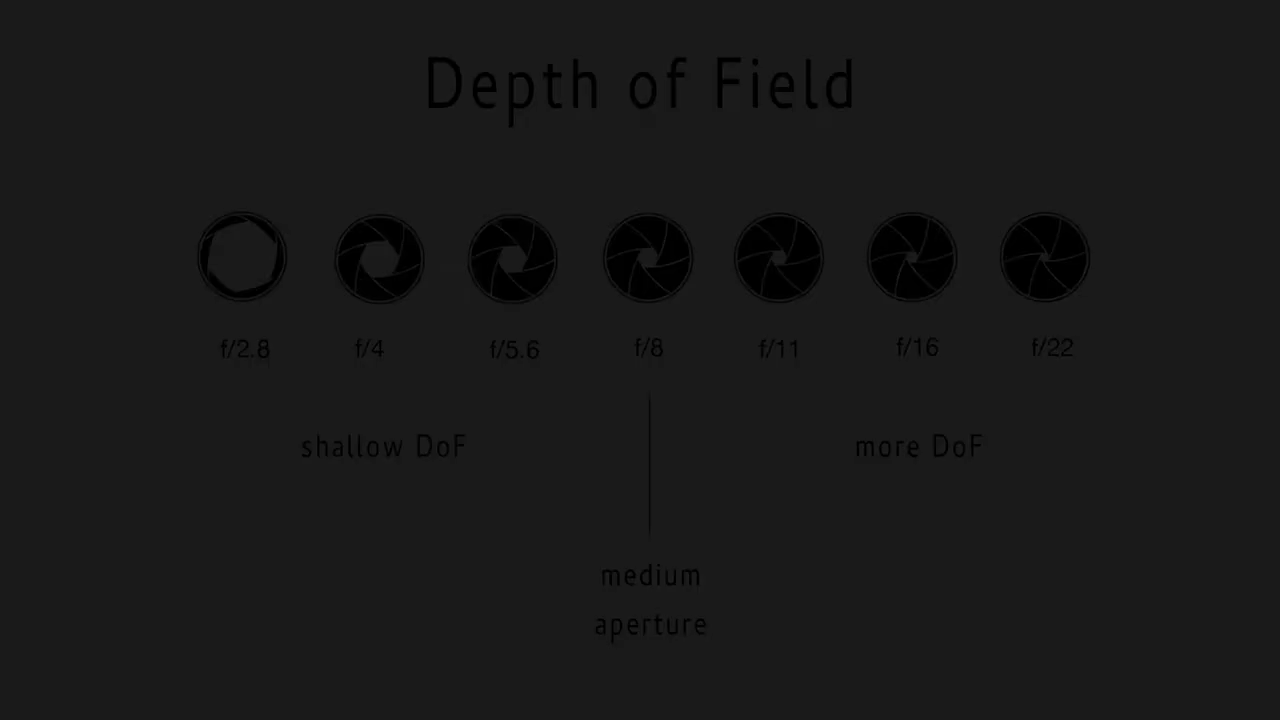 Depth of Field
f/2.8 f/4 f/5.6 f/8 f/11 f/16 f/22
shallow DoF more DoF
medium
aperture